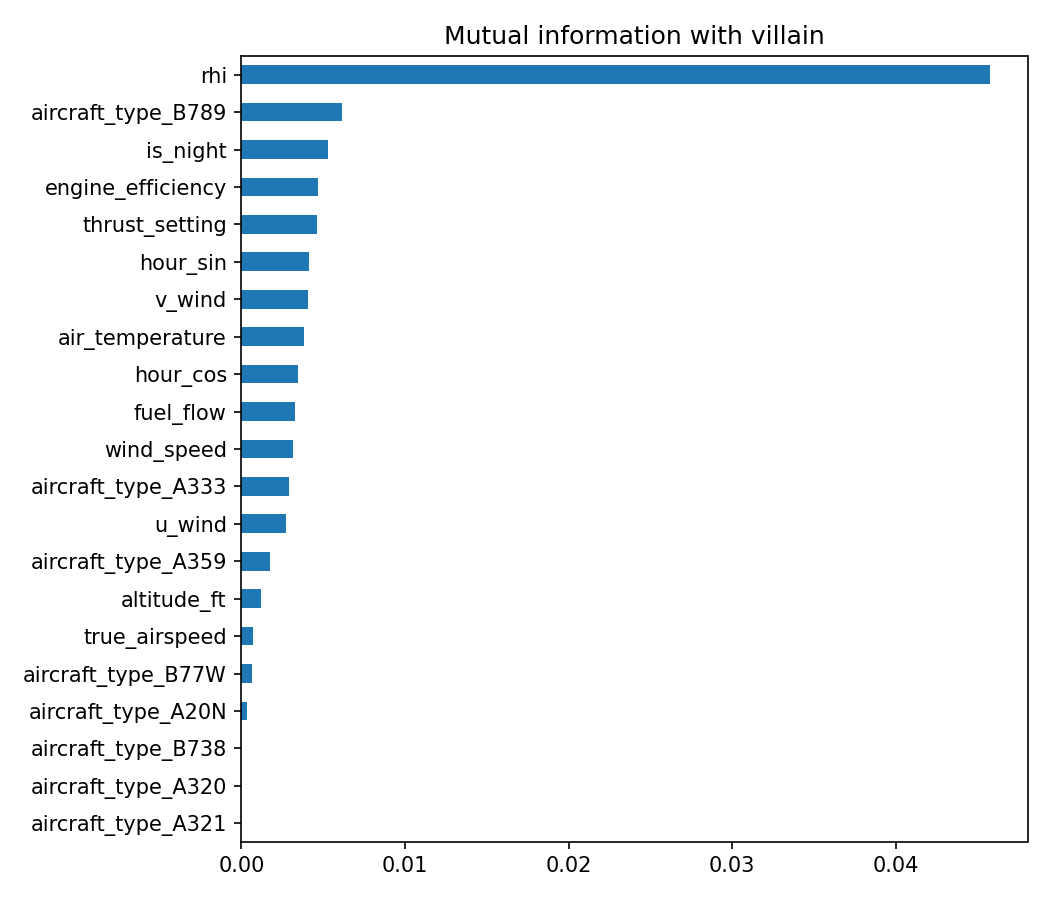 Mutual information with villain
rhi
aircraft_type_B789
is_night
engine_efficiency
thrust_setting
hour_sin
v_wind
air_temperature
hour_cos
fuel_flow
wind_speed
aircraft_type_A333
u_wind
aircraft_type_A359
altitude_ft
true_airspeed
aircraft_type_B77W
aircraft_type_A20N
aircraft_type_B738
aircraft_type_A320
aircraft_type_A321
0.00 0.01 0.02 0.03 0.04